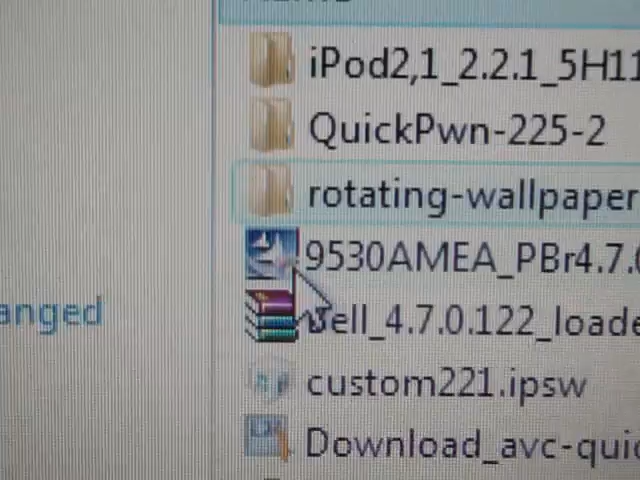 iPod2,1_2.2.1_5H11
QuickPwn-225-2
rotating-wallpaper
9530AMEA_PBr4.7.0
anged
ell_4.7.0.122_loade
custom221.ipsw
Download_avc-quic